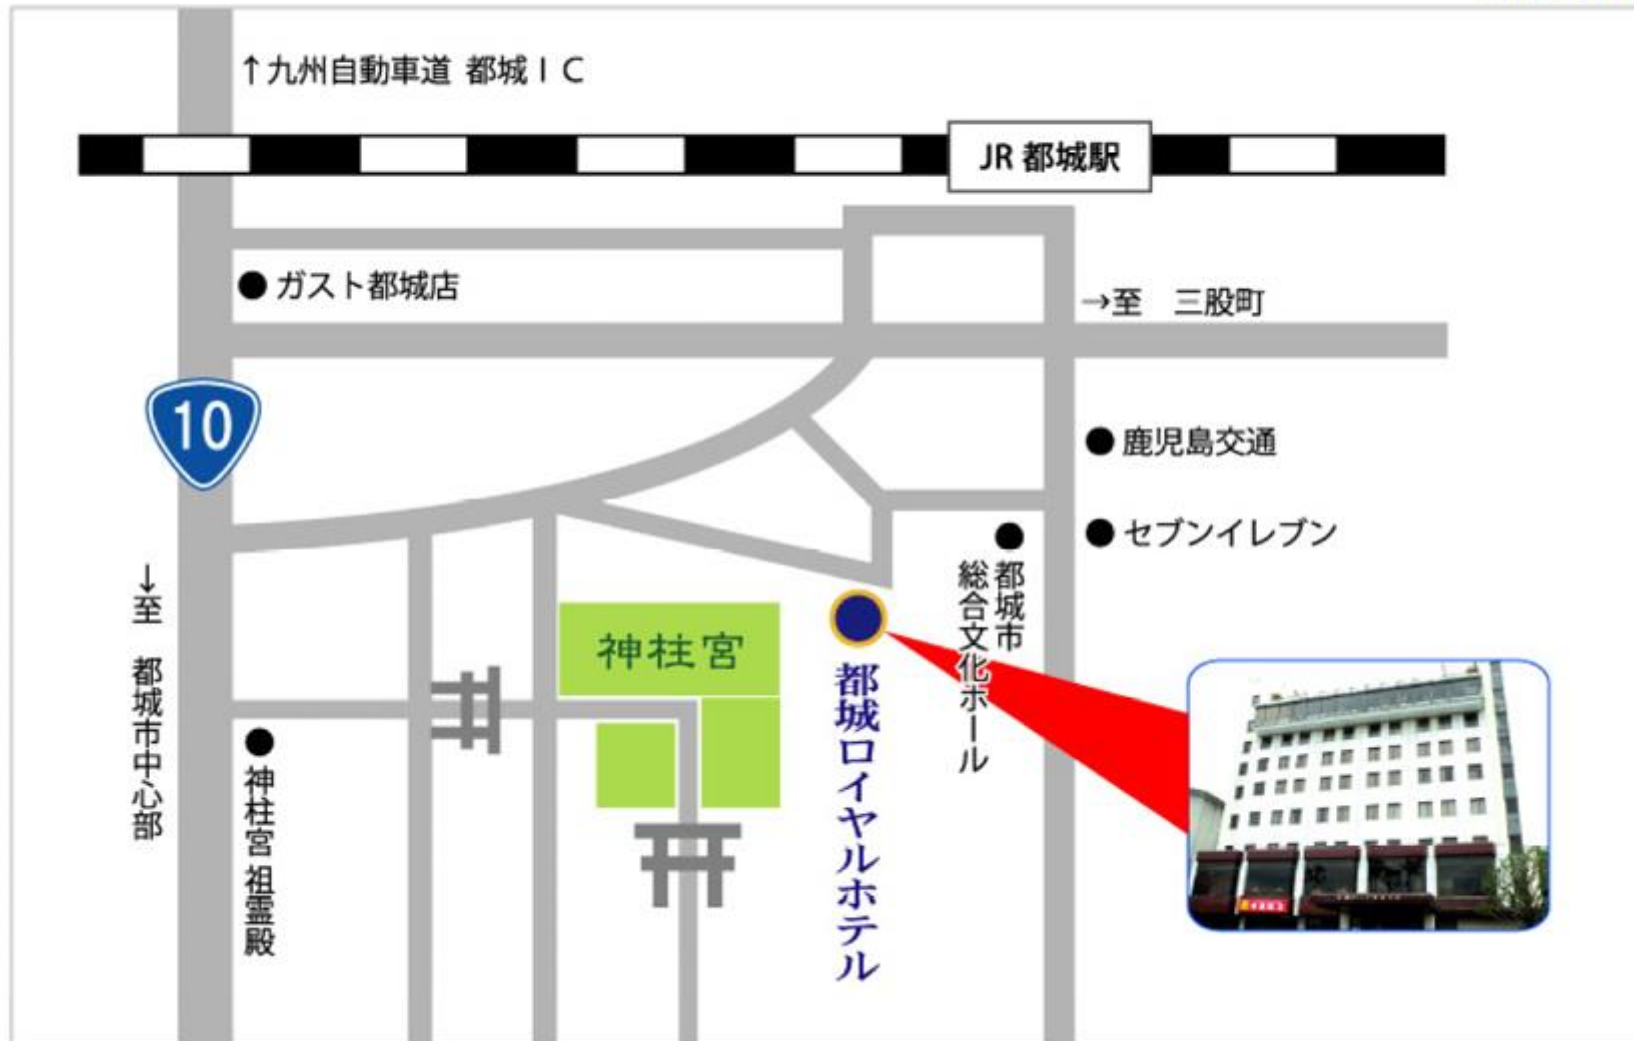 ↑九州自動車道 都城IC
JR 都城駅
ガスト都城店
→至 三股町
10
鹿児島交通
セブンイレブン
都城市
総合文化ホール
↓至 都城市中心部
神柱宮
都城ロイヤルホテル
神柱宮 祖霊殿